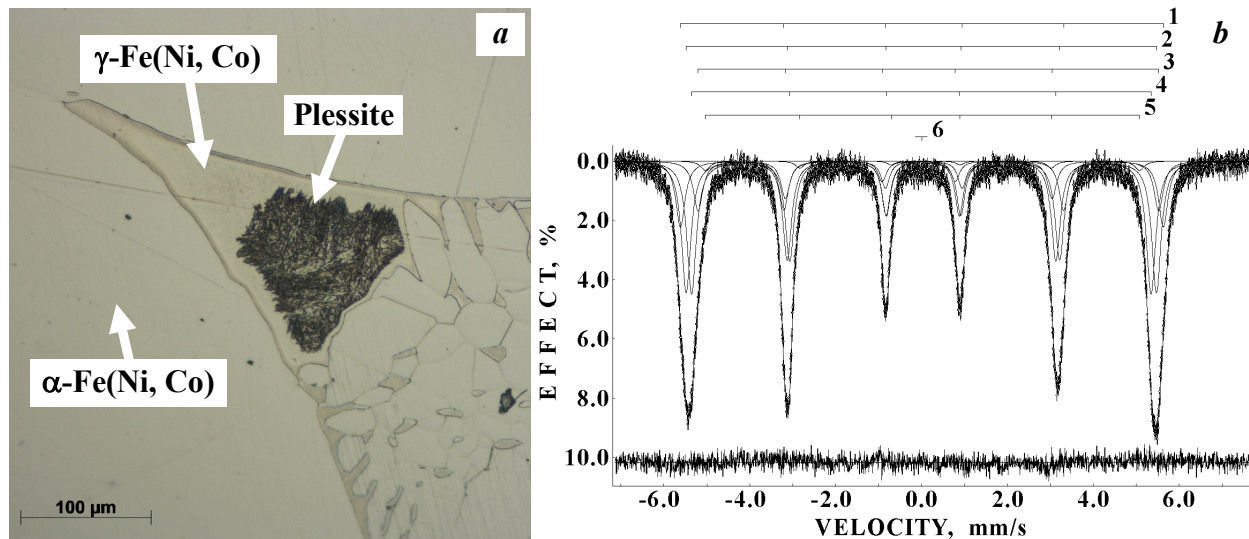 a
γ-Fe(Ni, Co)
Plessite
α-Fe(Ni, Co)
100 µm
b
1
2
3
4
5
6
0.0
2.0
4.0
6.0
8.0
10.0
EFFECT, %
-6.0 -4.0 -2.0 0.0 2.0 4.0 6.0
VELOCITY, mm/s